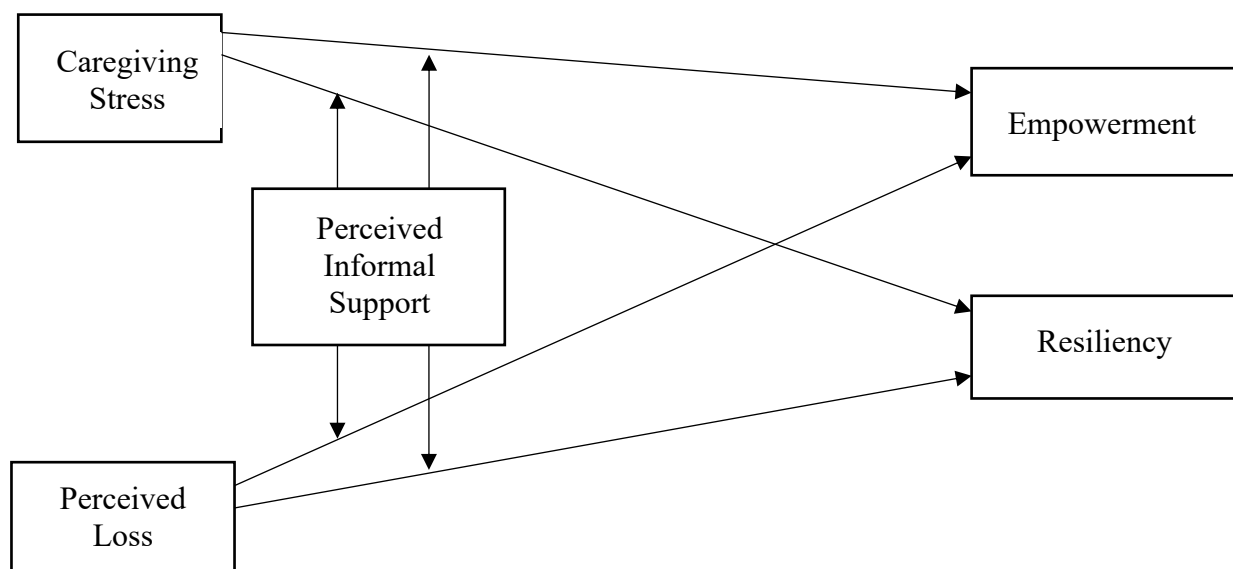 Caregiving
Stress
Empowerment
Perceived
Informal
Support
Resiliency
Perceived
Loss